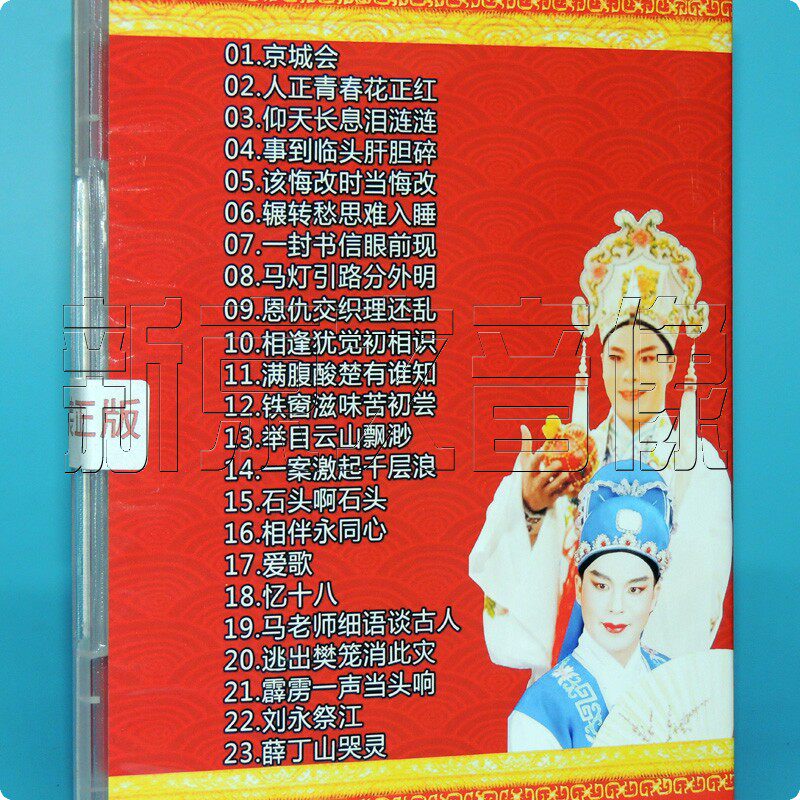 01.京城会
02.人正青春花正红
03.仰天长息泪涟涟
04.事到临头肝胆碎
05.该悔改时当悔改
06.辗转愁思难入睡
07.一封书信眼前现
08.马灯引路分外明
09.恩仇交织理还乱
10.相逢犹觉初相识
11.满腹酸楚有谁知
12.铁窗滋味苦初尝
13.举目云山飘渺
14.一案激起千层浪
15.石头啊石头
16.相伴永同心
17.爱歌
18.忆十八
19.马老师细语谈古人
20.逃出樊笼消此灾
21.霹雳一声当头响
22.刘永祭江
23.薛丁山哭灵
正版